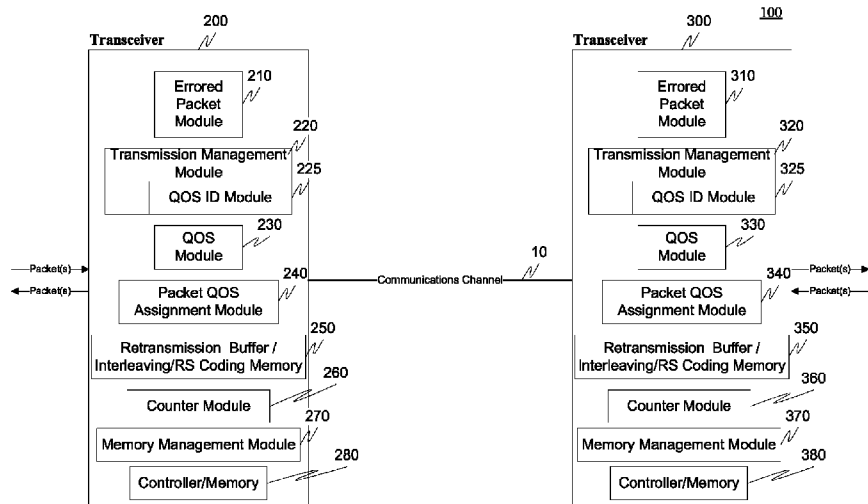 100
200
Transceiver
210
Errored
Packet
Module
220
Transmission Management
Module
225
QOS ID Module
230
QOS
Module
Packet(s)
Packet(s)
240
Packet QOS
Assignment Module
250
Retransmission Buffer /
Interleaving/RS Coding Memory
260
Counter Module
270
Memory Management Module
280
Controller/Memory
10
Communications Channel
300
Transceiver
310
Errored
Packet
Module
320
Transmission Management
Module
325
QOS ID Module
330
QOS
Module
Packet(s)
Packet(s)
340
Packet QOS
Assignment Module
350
Retransmission Buffer /
Interleaving/RS Coding Memory
360
Counter Module
370
Memory Management Module
380
Controller/Memory